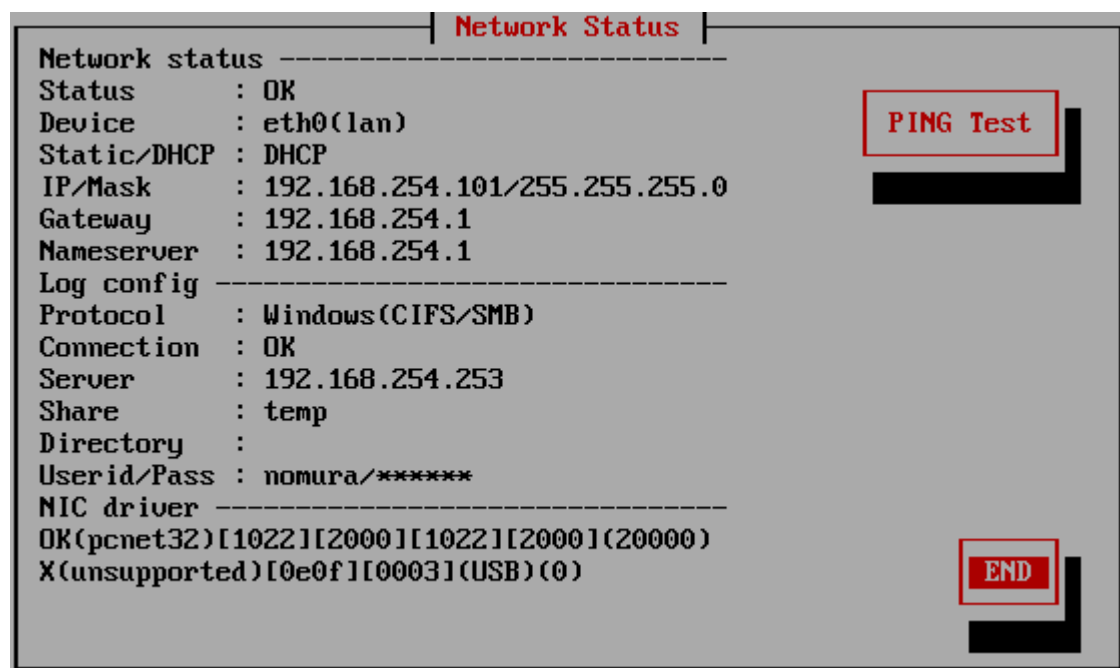 Network Status
Network status ----------------------------
Status : OK
Device : eth0(lan)
PING Test
Static/DHCP : DHCP
IP/Mask : 192.168.254.101/255.255.255.0
Gateway : 192.168.254.1
Nameserver : 192.168.254.1
Log config --------------------------------
Protocol : Windows(CIFS/SMB)
Connection : OK
Server : 192.168.254.253
Share : temp
Directory :
Userid/Pass : nomura/******
NIC driver --------------------------------
OK(pcnet32)[1022][2000][1022][2000](20000)
X(unsupported)[0e0f][0003](USB)(0)
END